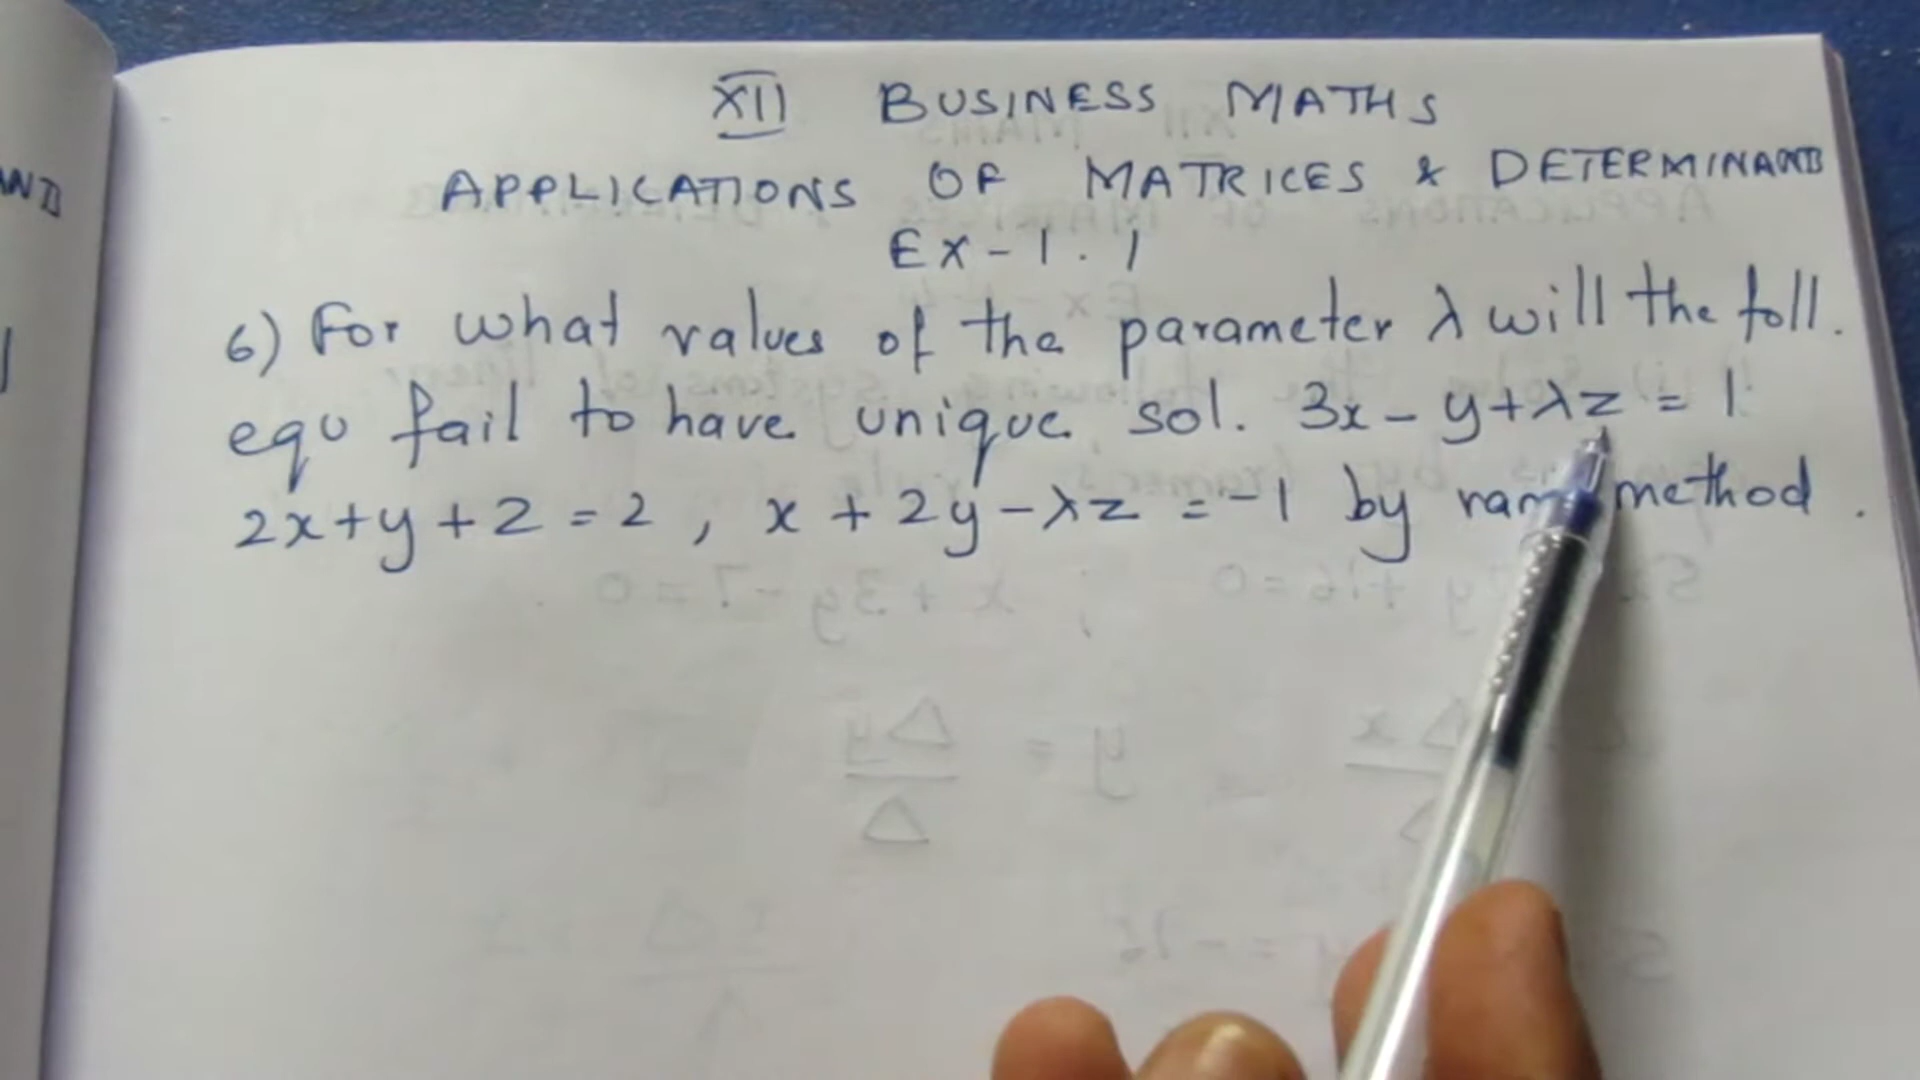 XII BUSINESS MATHS
APPLICATIONS OF MATRICES & DETERMINANTS
EX-1.1
6) For what values of the parameter λ will the foll.
equ fail to have unique sol. 3x - y + λz = 1
2x + y + z = 2, x + 2y - λz = -1 by method.